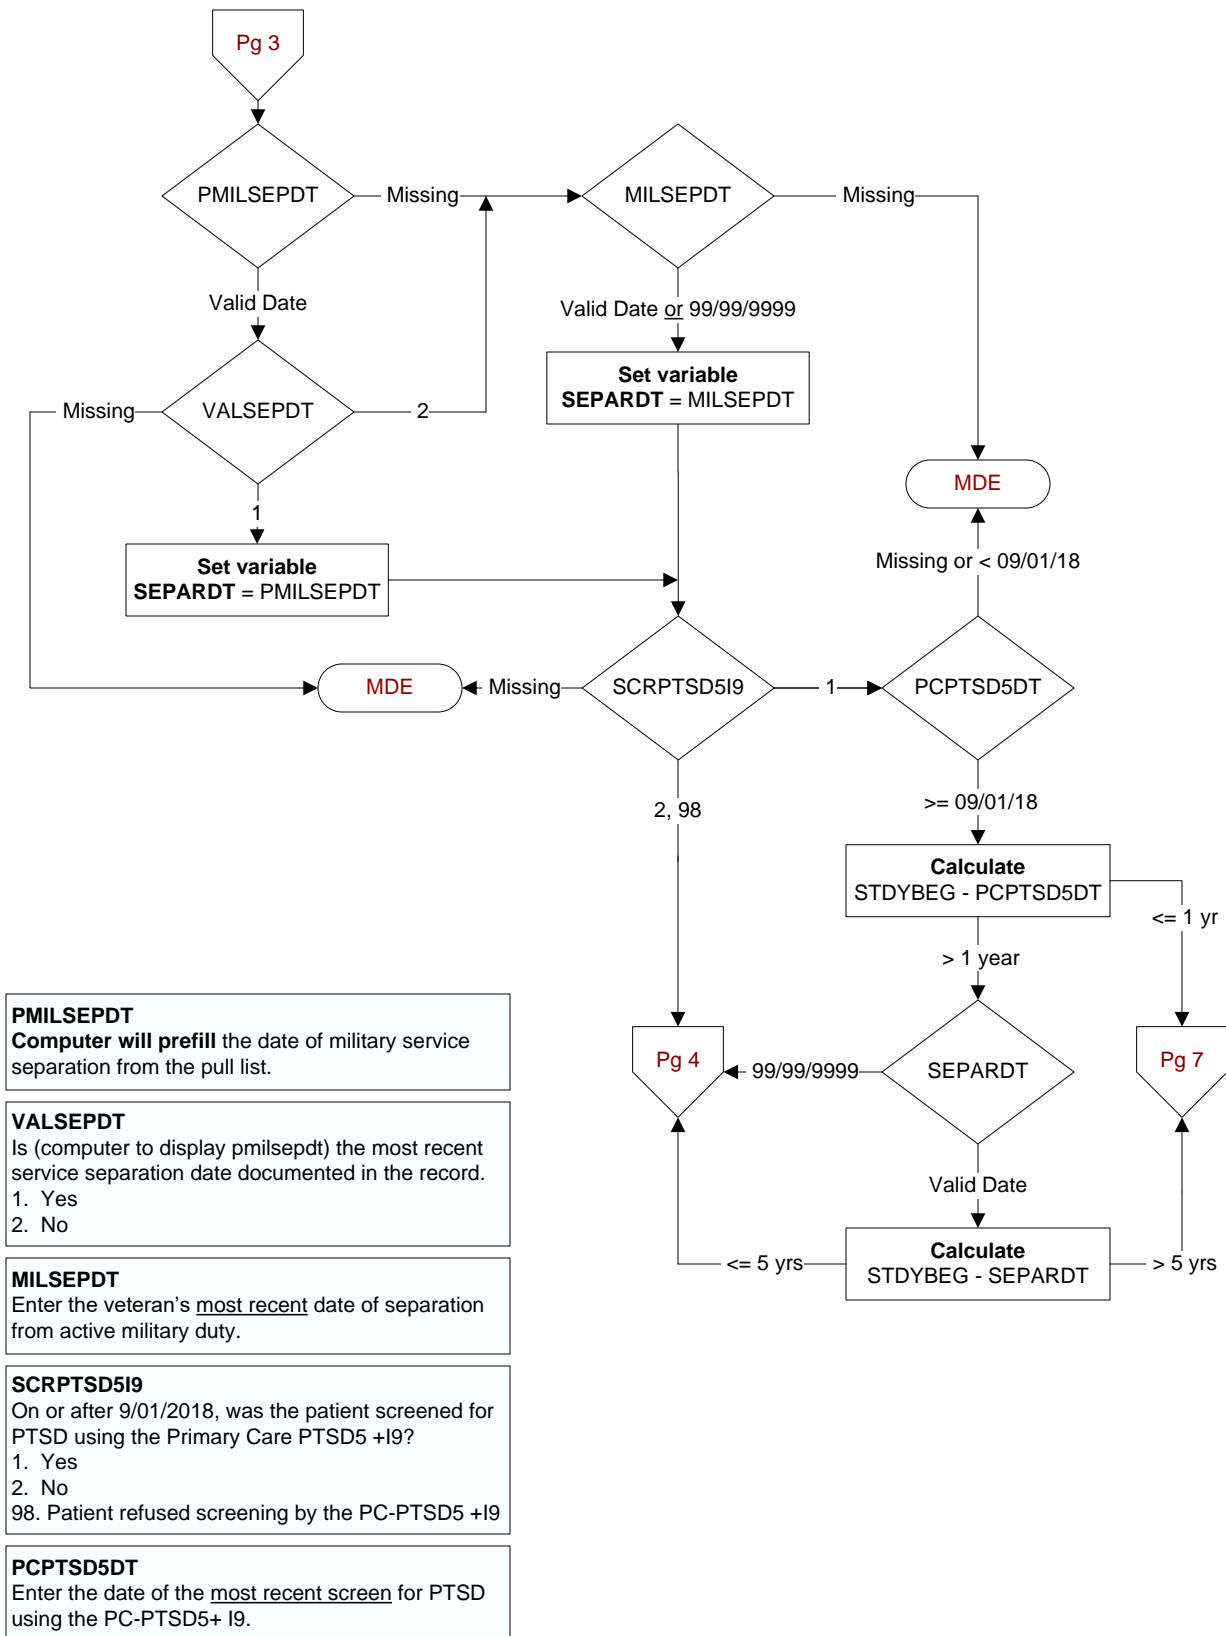 Pg 3
PMILSEPDT
Missing
MILSEPDT
Missing
Valid Date
Valid Date or 99/99/9999
Set variable
SEPARDT = MILSEPDT
Missing
VALSEPDT
2
MDE
1
Missing or < 09/01/18
Set variable
SEPARDT = PMILSEPDT
MDE
Missing
SCRPTSD5I9
1
PCPTSD5DT
2, 98
>= 09/01/18
Calculate
STDYBEG - PCPTSD5DT
<= 1 yr
> 1 year
Pg 4
99/99/9999
SEPARDT
Pg 7
Valid Date
<= 5 yrs
Calculate
STDYBEG - SEPARDT
> 5 yrs
PMILSEPDT
Computer will prefill the date of military service
separation from the pull list.
VALSEPDT
Is (computer to display pmilsepdt) the most recent
service separation date documented in the record.
1. Yes
2. No
MILSEPDT
Enter the veteran's most recent date of separation
from active military duty.
SCRPTSD5I9
On or after 9/01/2018, was the patient screened for
PTSD using the Primary Care PTSD5 +I9?
1. Yes
2. No
98. Patient refused screening by the PC-PTSD5 +I9
PCPTSD5DT
Enter the date of the most recent screen for PTSD
using the PC-PTSD5+ I9.